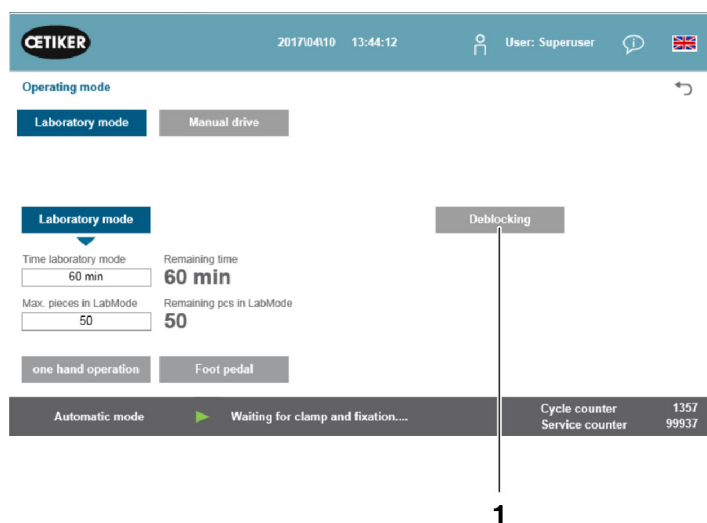 OETIKER 2017\04\10 13:44:12 User: Superuser i
Operating mode
Laboratory mode Manual drive
Laboratory mode Deblocking
Time laboratory mode Remaining time
60 min 60 min
Max. pieces in LabMode Remaining pcs in LabMode
50 50
one hand operation Foot pedal
Automatic mode Waiting for clamp and fixation.... Cycle counter 1357
Service counter 99937
1